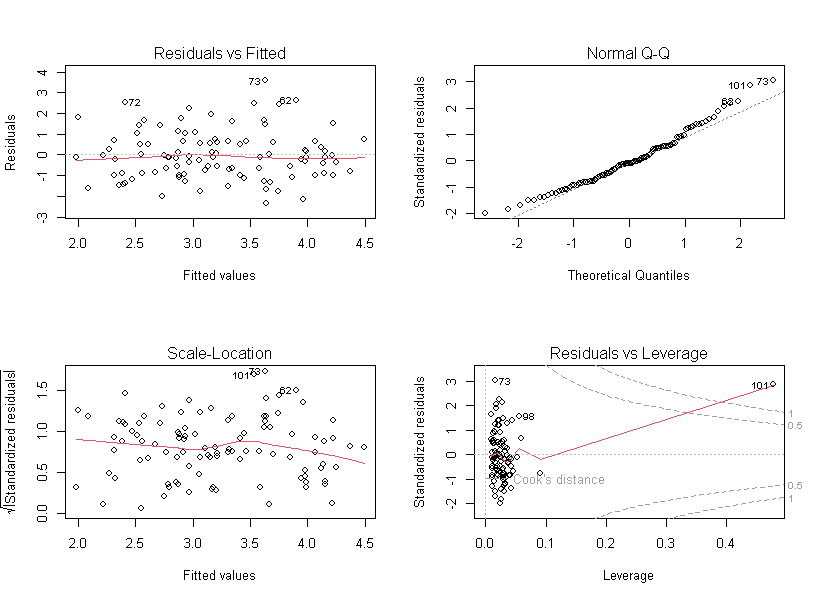 Residuals vs Fitted
Residuals
4
3
2
1
0
-1
-3
73
72
62
2.0 2.5 3.0 3.5 4.0 4.5
Fitted values
Normal Q-Q
Standardized residuals
3
2
1
0
-1
-2
101 73
-2 -1 0 1 2
Theoretical Quantiles
Scale-Location
√|Standardized residuals|
1.5
1.0
0.5
0.0
73
101
62
2.0 2.5 3.0 3.5 4.0 4.5
Fitted values
Residuals vs Leverage
Standardized residuals
3
2
1
0
-1
-2
73
101
98
1
0.5
Cook's distance
0.5
1
0.0 0.1 0.2 0.3 0.4
Leverage